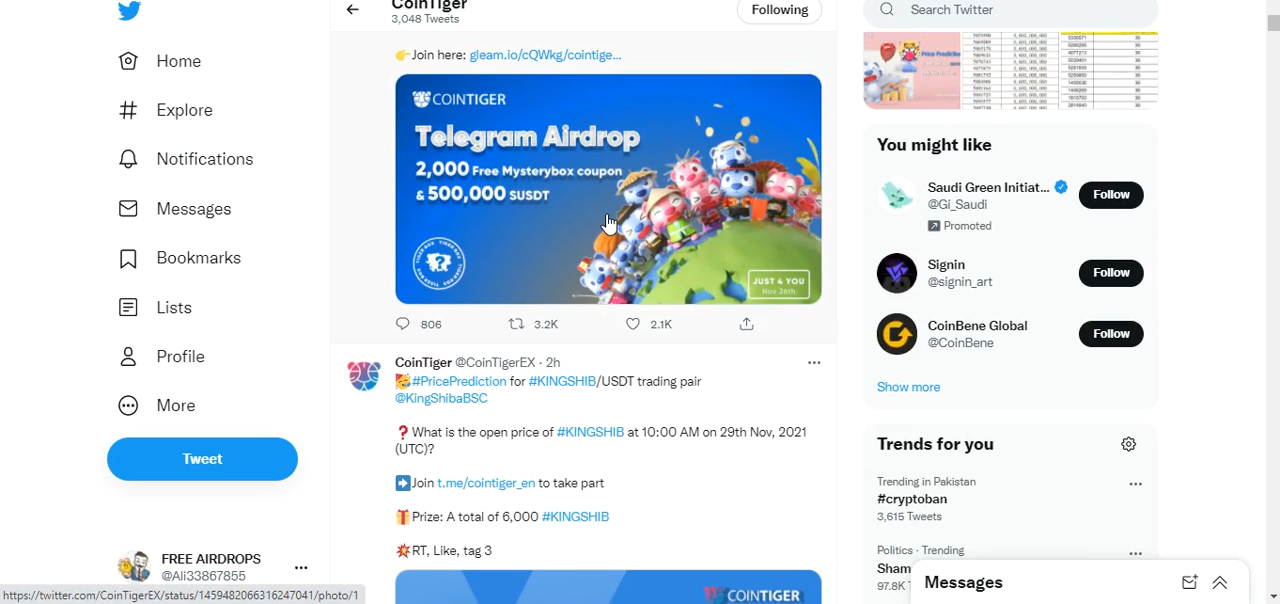 Home
Explore
Notifications
Messages
Bookmarks
Lists
Profile
More
Tweet
FREE AIRDROPS
@Ali33867855
https://twitter.com/CoinTigerEX/status/1459482066316247041/photo/1
CoinTiger
3,048 Tweets
Following
👉Join here: gleam.io/cQWkg/cointige...
COINTIGER
Telegram Airdrop
2,000 Free Mysterybox coupon
& 500,000 SUSDT
TIGER BOX
JUST 4 YOU
Nov 26th
806
3.2K
2.1K
CoinTiger @CoinTigerEX · 2h
🥳#PricePrediction for #KINGSHIB/USDT trading pair
@KingShibaBSC
❓What is the open price of #KINGSHIB at 10:00 AM on 29th Nov, 2021
(UTC)?
➡️Join t.me/cointiger_en to take part
🎁Prize: A total of 6,000 #KINGSHIB
💥RT, Like, tag 3
COINTIGER
Search Twitter
You might like
Saudi Green Initiat...
@Gi_Saudi
Promoted
Follow
Signin
@signin_art
Follow
CoinBene Global
@CoinBene
Follow
Show more
Trends for you
Trending in Pakistan
#cryptoban
3,615 Tweets
Politics · Trending
Sham
97.8K
Messages